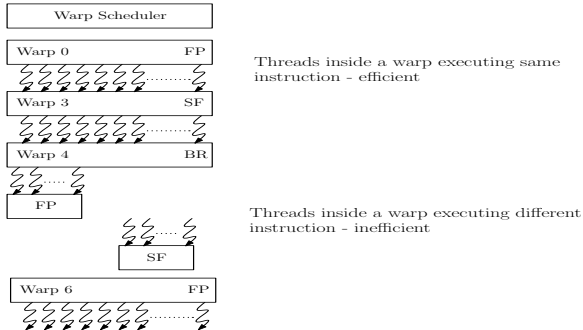 Warp Scheduler
Warp 0 FP
Threads inside a warp executing same
instruction - efficient
Warp 3 SF
Warp 4 BR
FP
Threads inside a warp executing different
instruction - inefficient
SF
Warp 6 FP